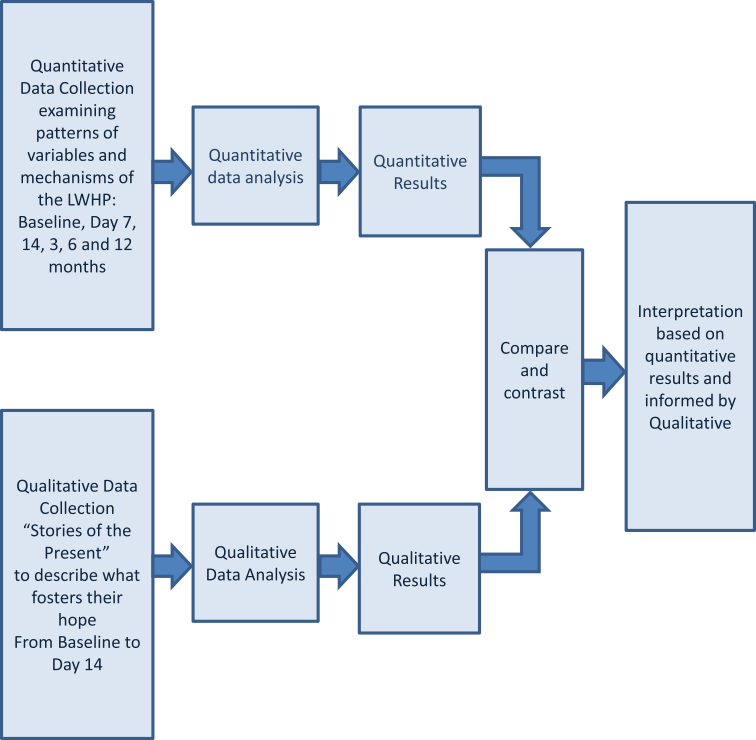 Quantitative
Data Collection
examining
patterns of
variables and
mechanisms of
the LWHP:
Baseline, Day 7,
14, 3, 6 and 12
months
Quantitative
data analysis
Quantitative
Results
Compare
and
contrast
Interpretation
based on
quantitative
results and
informed by
Qualitative
Qualitative Data
Collection
“Stories of the
Present”
to describe what
fosters their
hope
From Baseline to
Day 14
Qualitative
Data Analysis
Qualitative
Results